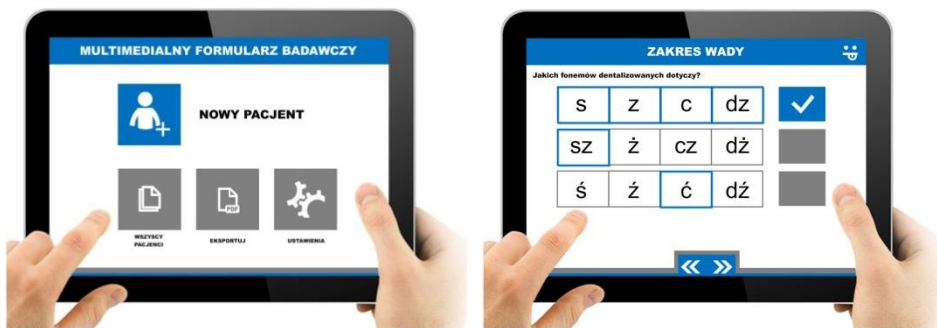 MULTIMEDIALNY FORMULARZ BADAWCZY
NOWY PACJENT
WSZYSCY
PACJENCI
PDF
EKSPORTUJ
USTAWIENIA
ZAKRES WADY
Jakich fonemów dentalizowanych dotyczy?
s z c dz
sz ż cz dż
ś ź ć dź